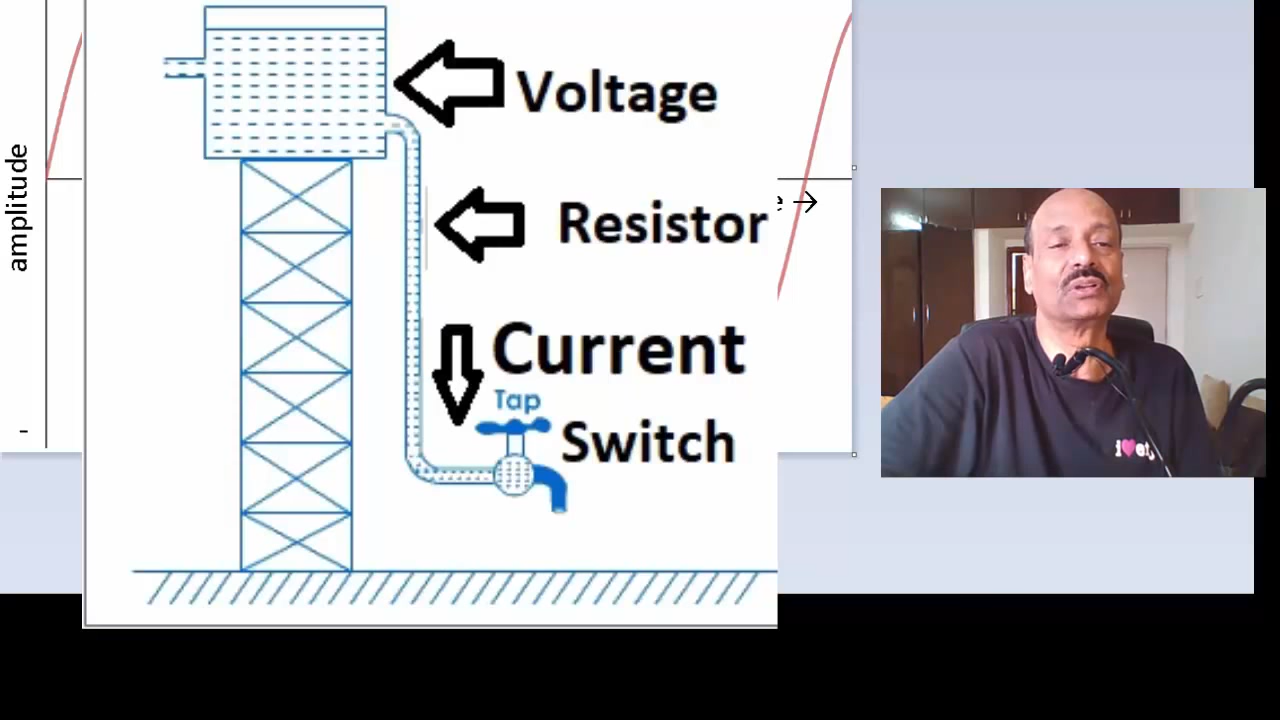 amplitude
-
Voltage
Resistor
e →
Current
Tap
Switch